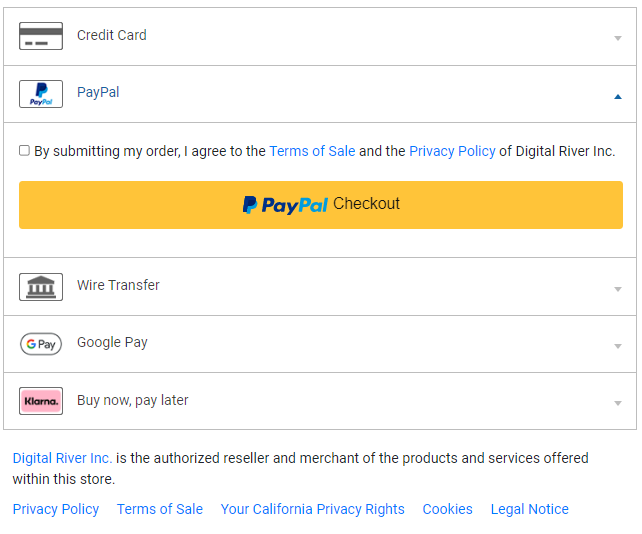 Credit Card
PayPal
PayPal
By submitting my order, I agree to the Terms of Sale and the Privacy Policy of Digital River Inc.
PayPal Checkout
Wire Transfer
G Pay
Google Pay
Klarna.
Buy now, pay later
Digital River Inc. is the authorized reseller and merchant of the products and services offered
within this store.
Privacy Policy Terms of Sale Your California Privacy Rights Cookies Legal Notice